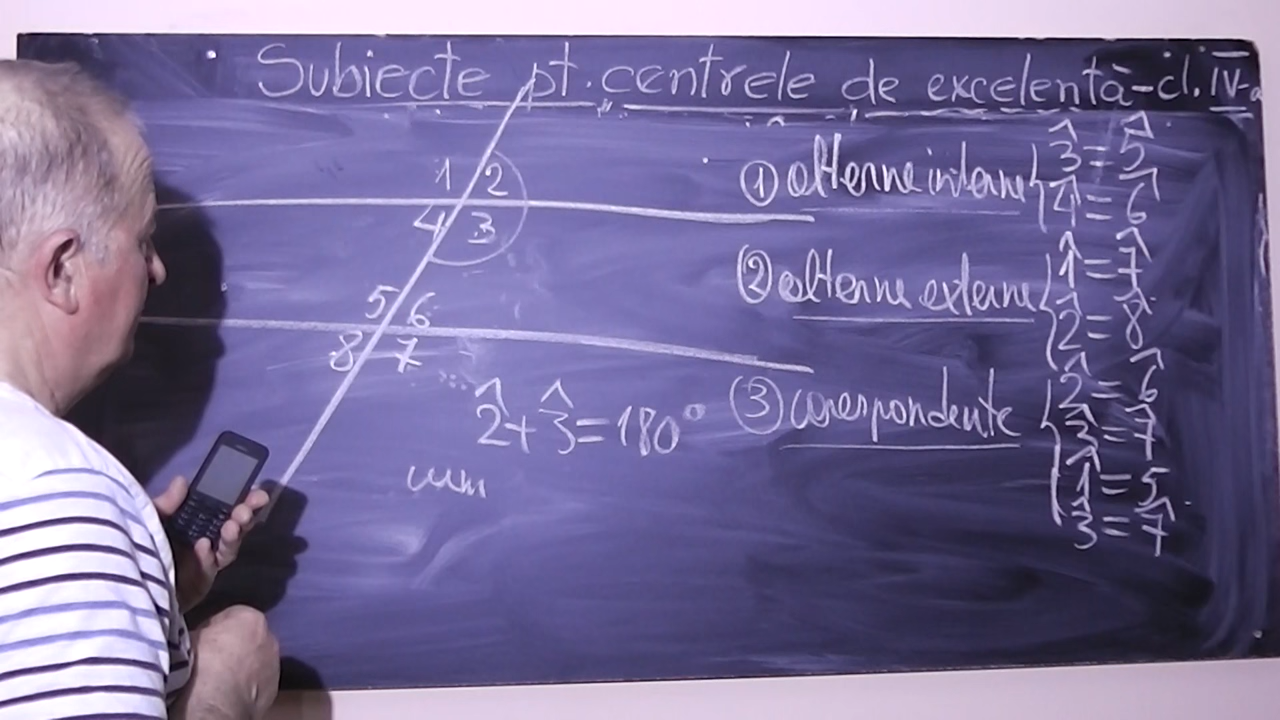 Subiecte pt. centrele de excelență-cl. IV-a
1 2
4 3
5 6
8 7
2̂+3̂=180°
cum
① alterne interne { 3̂=5̂
4̂=6̂
② alterne externe { 1̂=7̂
2̂=8̂
③ corespondente { 2̂=6̂
3̂=7̂
1̂=5
3̂=7̂